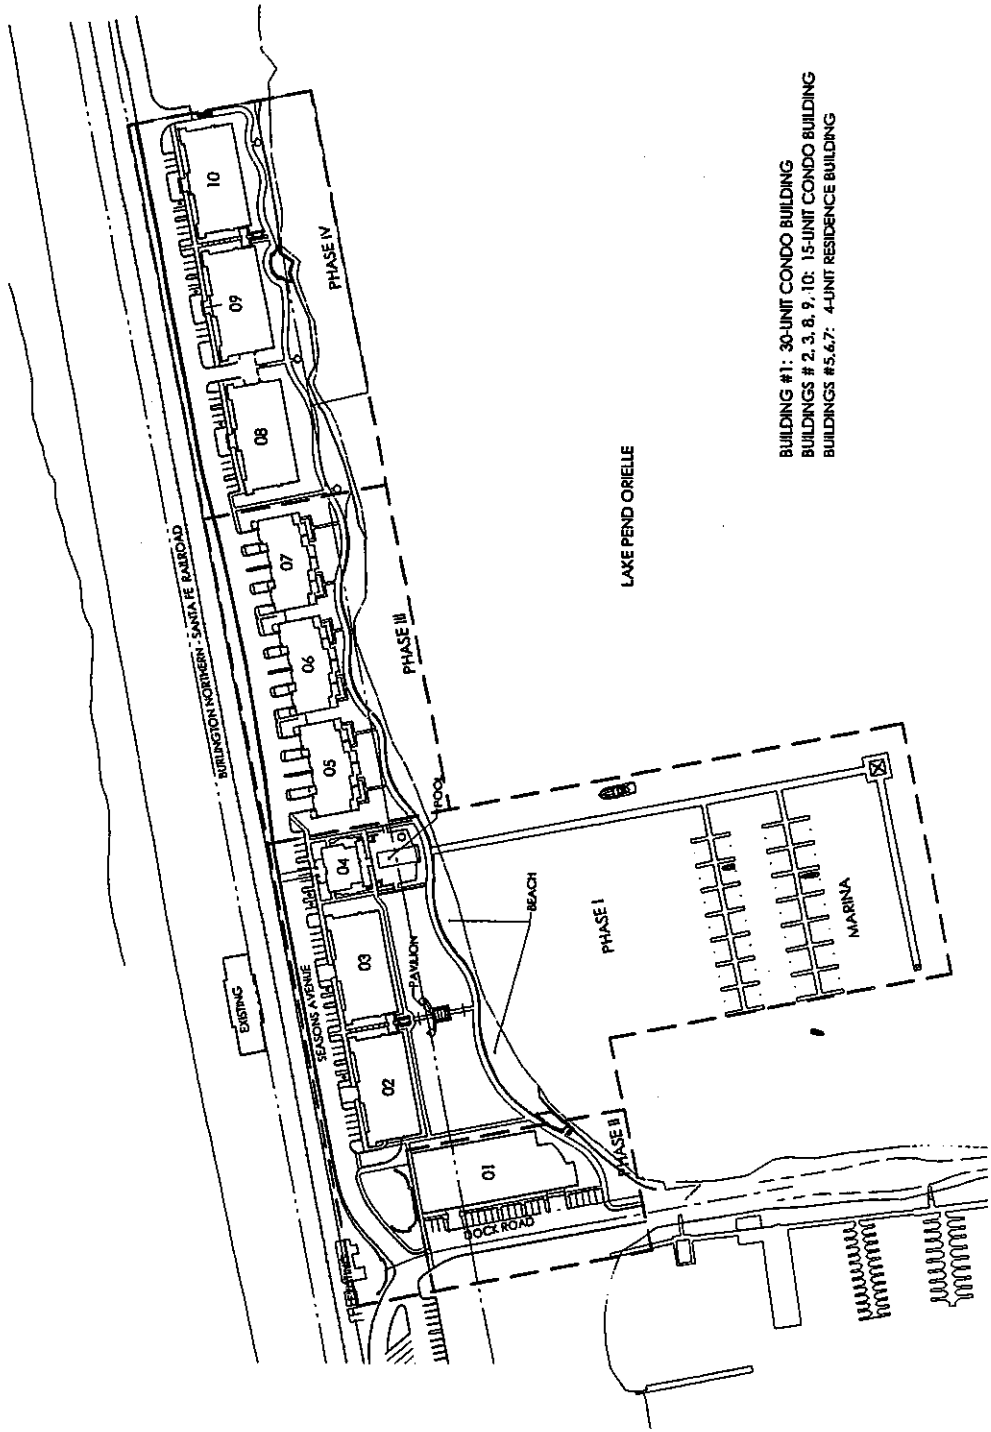 BURLINGTON NORTHERN - SANTA FE RAILROAD
EXISTING
SEASONS AVENUE
EXISTING
DOCK ROAD
01
02
03
04
05
06
07
08
09
10
PAVILION
POOL
BEACH
PHASE I
PHASE II
PHASE III
PHASE IV
MARINA
LAKE PEND ORIELLE
BUILDING #1: 30-UNIT CONDO BUILDING
BUILDINGS # 2, 3, 8, 9, 10: 15-UNIT CONDO BUILDING
BUILDINGS #5,6,7: 4-UNIT RESIDENCE BUILDING